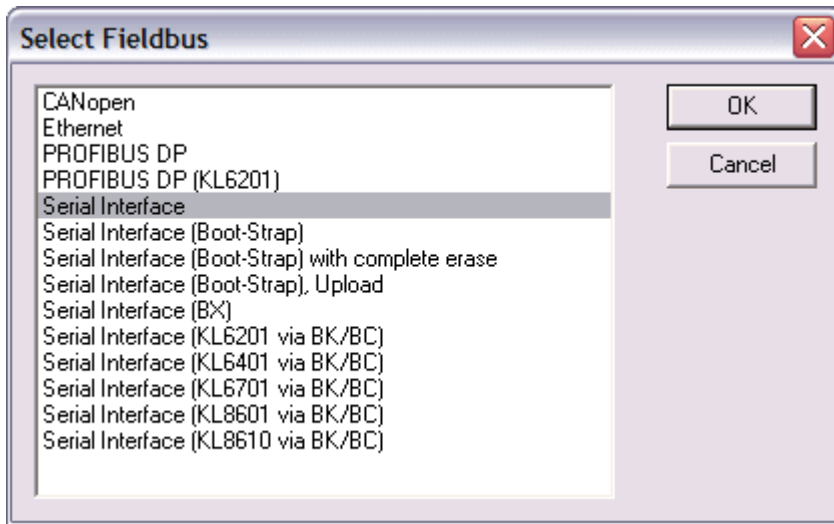 Select Fieldbus
CANopen
Ethernet
PROFIBUS DP
PROFIBUS DP (KL6201)
Serial Interface
Serial Interface (Boot-Strap)
Serial Interface (Boot-Strap) with complete erase
Serial Interface (Boot-Strap), Upload
Serial Interface (BX)
Serial Interface (KL6201 via BK/BC)
Serial Interface (KL6401 via BK/BC)
Serial Interface (KL6701 via BK/BC)
Serial Interface (KL8601 via BK/BC)
Serial Interface (KL8610 via BK/BC)
OK
Cancel